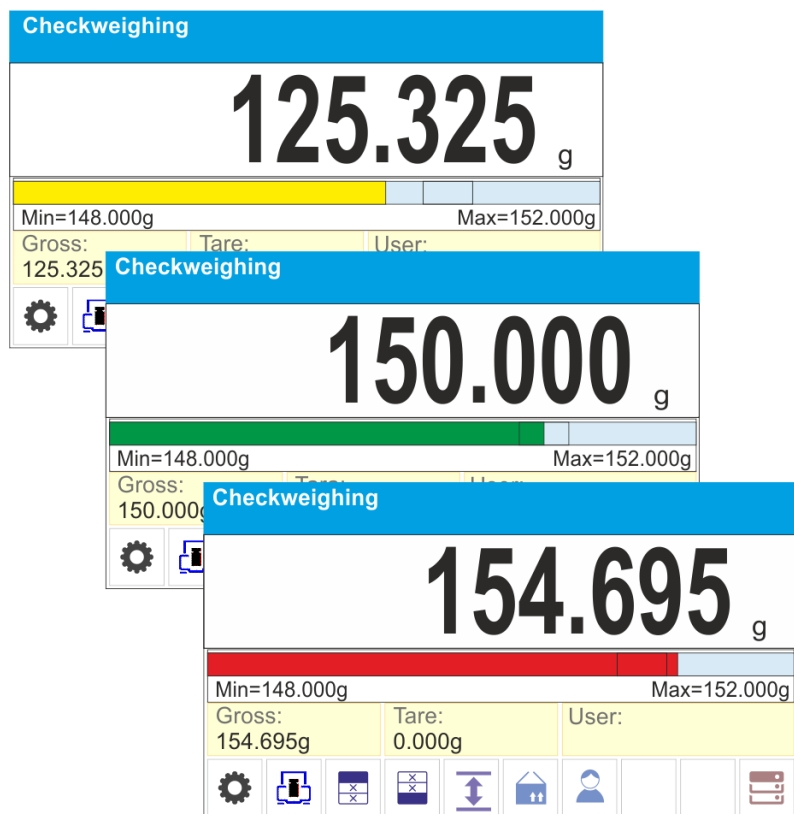 Checkweighing
125.325 g
Min=148.000g Max=152.000g
Gross: Tare: User:
125.325
Checkweighing
150.000 g
Min=148.000g Max=152.000g
Gross:
150.000g
Checkweighing
154.695 g
Min=148.000g Max=152.000g
Gross: Tare: User:
154.695g 0.000g